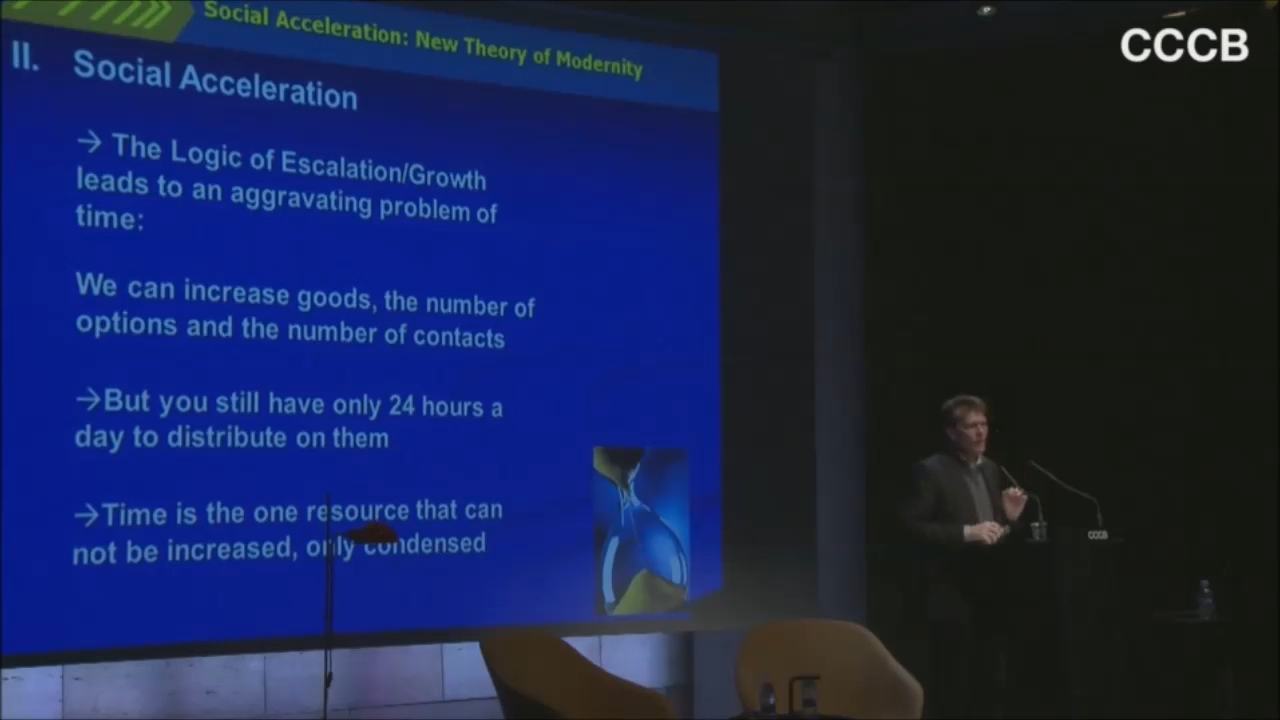 Social Acceleration: New Theory of Modernity
CCCB
II. Social Acceleration
→ The Logic of Escalation/Growth
leads to an aggravating problem of
time:
We can increase goods, the number of
options and the number of contacts
→But you still have only 24 hours a
day to distribute on them
→Time is the one resource that can
not be increased, only condensed
CCCB